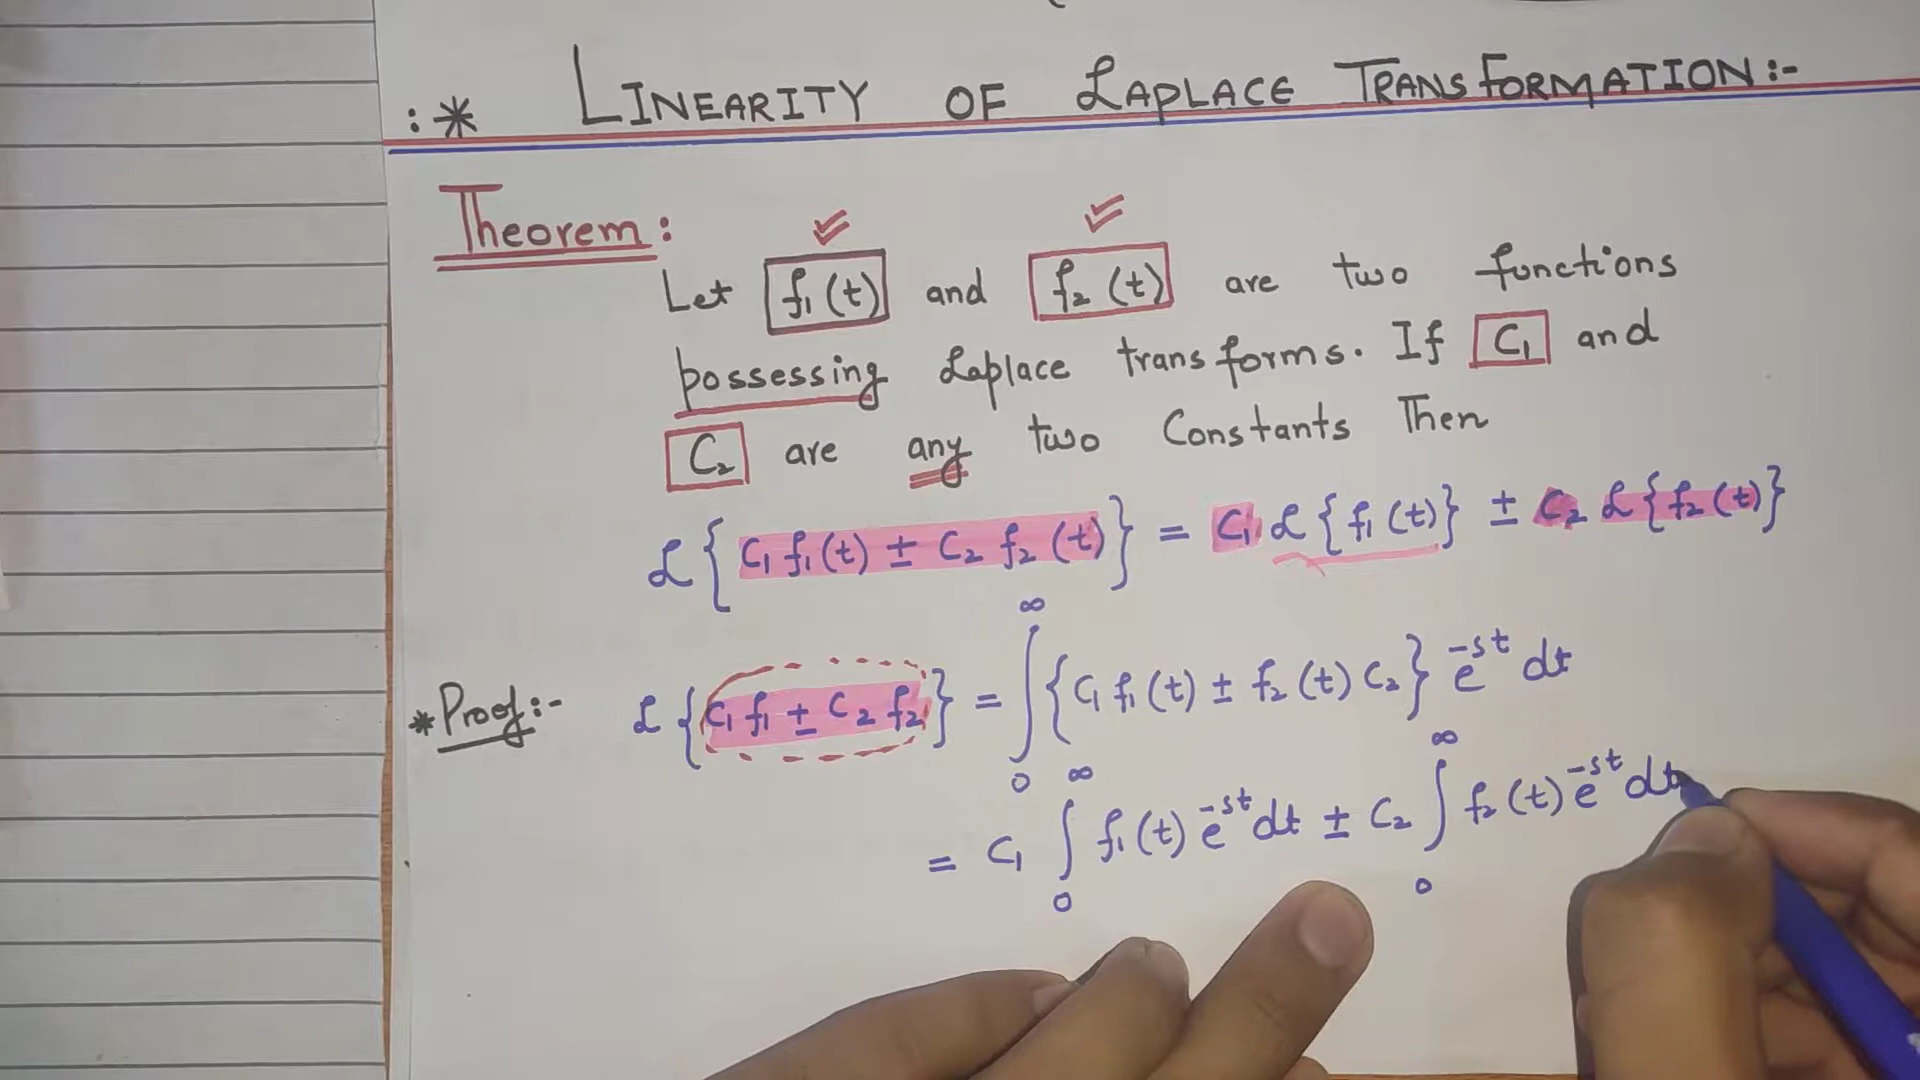 :* LINEARITY OF LAPLACE TRANSFORMATION:-
Theorem:
Let f₁(t) and f₂(t) are two functions
possessing Laplace transforms. If C₁ and
C₂ are any two Constants Then
ℒ{C₁ f₁(t) ± C₂ f₂(t)} = C₁ ℒ{f₁(t)} ± C₂ ℒ{f₂(t)}
*Proof:- ℒ{C₁ f₁ ± C₂ f₂} = ∫₀^∞ {C₁ f₁(t) ± f₂(t) C₂} e^-st dt
= C₁ ∫₀^∞ f₁(t) e^-st dt ± C₂ ∫₀^∞ f₂(t) e^-st dt